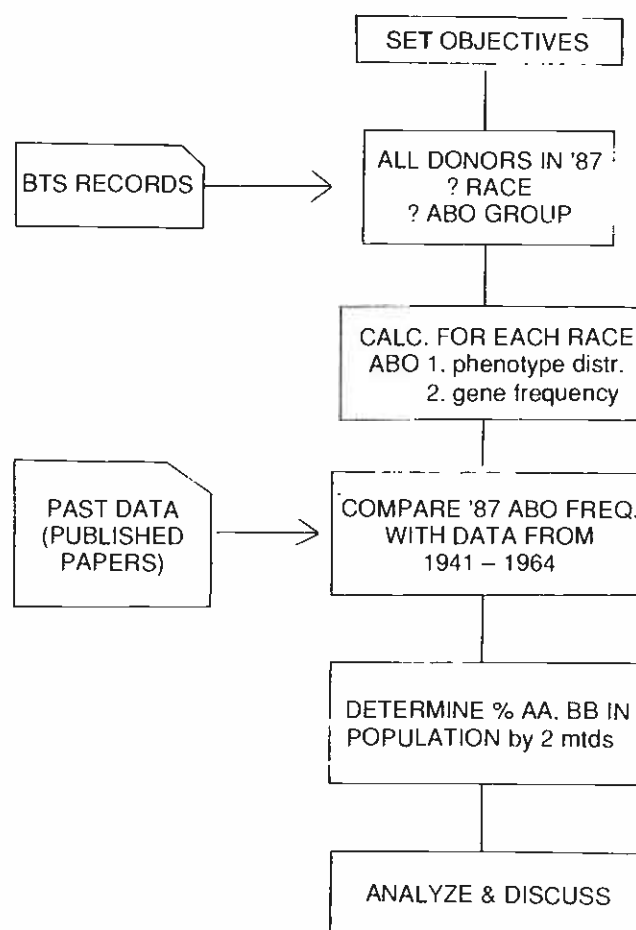 SET OBJECTIVES
BTS RECORDS
ALL DONORS IN '87
? RACE
? ABO GROUP
CALC. FOR EACH RACE
ABO 1. phenotype distr.
2. gene frequency
PAST DATA
(PUBLISHED
PAPERS)
COMPARE '87 ABO FREQ.
WITH DATA FROM
1941 – 1964
DETERMINE % AA. BB IN
POPULATION by 2 mtds
ANALYZE & DISCUSS